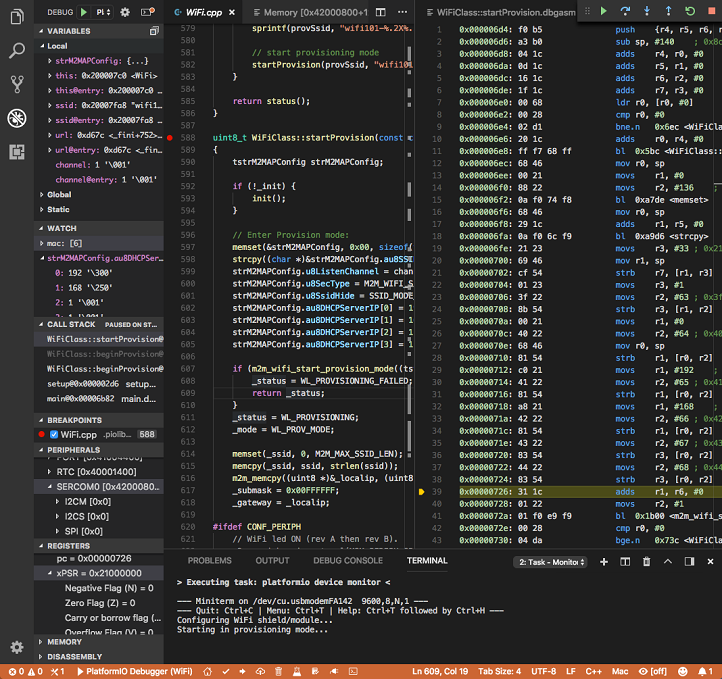 DEBUG
PI
VARIABLES
Local
strM2MAPConfig: {...}
this: 0x200007c0 <WiFi>
this@entry: 0x200007c0 …
ssid: 0x20007fa8 "wifi1…
ssid@entry: 0x20007fa8 …
url: 0xd67c <_fini+752>…
url@entry: 0xd67c <_fi…
channel: 1 '\001'
channel@entry: 1 '\001'
Global
Static
WATCH
mac: [6]
strM2MAPConfig.au8DHCPSer…
0: 192 '\300'
1: 168 '\250'
2: 1 '\001'
3: 1 '\001'
CALL STACK PAUSED ON ST…
WiFiClass::startProvision@
WiFiClass::beginProvision@
WiFiClass::beginProvision@
setup@0x000002d6 setup…
main@0x00006b82 main.d…
BREAKPOINTS
WiFi.cpp .piolib… 588
PERIPHERALS
PORT [0x41004400]
RTC [0x40001400]
SERCOM0 [0x4200080…
I2CM [0x0]
I2CS [0x0]
SPI [0x0]
REGISTERS
pc = 0x00000726
xPSR = 0x21000000
Negative Flag (N) = 0
Zero Flag (Z) = 0
Carry or borrow flag (…
Overflow Flag (V) = 0
MEMORY
DISASSEMBLY
WiFi.cpp
Memory [0x42000800+1
579 sprintf(provSsid, "wifi101-%.2X%.
580
581 // start provisioning mode
582 startProvision(provSsid, "wifi101
583 }
584
585 return status();
586 }
587
588 uint8_t WiFiClass::startProvision(const c
589 {
590 tstrM2MAPConfig strM2MAPConfig;
591
592 if (!_init) {
593 init();
594 }
595
596 // Enter Provision mode:
597 memset(&strM2MAPConfig, 0x00, sizeof(
598 strcpy((char *)&strM2MAPConfig.au8SSI
599 strM2MAPConfig.u8ListenChannel = chan
600 strM2MAPConfig.u8SecType = M2M_WIFI_S
601 strM2MAPConfig.u8SsidHide = SSID_MODE
602 strM2MAPConfig.au8DHCPServerIP[0] = 1
603 strM2MAPConfig.au8DHCPServerIP[1] = 1
604 strM2MAPConfig.au8DHCPServerIP[2] = 1
605 strM2MAPConfig.au8DHCPServerIP[3] = 1
606
607 if (m2m_wifi_start_provision_mode((ts
608 _status = WL_PROVISIONING_FAILED;
609 return _status;
610 }
611 _status = WL_PROVISIONING;
612 _mode = WL_PROV_MODE;
613
614 memset(_ssid, 0, M2M_MAX_SSID_LEN);
615 memcpy(_ssid, ssid, strlen(ssid));
616 m2m_memcpy((uint8 *)&_localip, (uint8
617 _submask = 0x00FFFFFF;
618 _gateway = _localip;
619
620 #ifdef CONF_PERIPH
621 // WiFi led ON (rev A then rev B).
WiFiClass::startProvision.dbgasm
1 0x000006d4: f0 b5 push {r4, r5, r6, r
2 0x000006d6: a3 b0 sub sp, #140 ; 0x8c
3 0x000006d8: 04 1c adds r4, r0, #0
4 0x000006da: 0d 1c adds r5, r1, #0
5 0x000006dc: 16 1c adds r6, r2, #0
6 0x000006de: 1f 1c adds r7, r3, #0
7 0x000006e0: 00 68 ldr r0, [r0, #0]
8 0x000006e2: 00 28 cmp r0, #0
9 0x000006e4: 02 d1 bne.n 0x6ec <WiFiCla
10 0x000006e6: 20 1c adds r0, r4, #0
11 0x000006e8: ff f7 68 ff bl 0x5bc <WiFiClass:
12 0x000006ec: 68 46 mov r0, sp
13 0x000006ee: 00 21 movs r1, #0
14 0x000006f0: 88 22 movs r2, #136 ;
15 0x000006f2: 0a f0 74 f8 bl 0xa7de <memset>
16 0x000006f6: 68 46 mov r0, sp
17 0x000006f8: 29 1c adds r1, r5, #0
18 0x000006fa: 0a f0 6c f9 bl 0xa9d6 <strcpy>
19 0x000006fe: 21 23 movs r3, #33 ; 0x21
20 0x00000700: 69 46 mov r1, sp
21 0x00000702: cf 54 strb r7, [r1, r3]
22 0x00000704: 01 23 movs r3, #1
23 0x00000706: 3f 22 movs r2, #63 ; 0x3f
24 0x00000708: 8b 54 strb r3, [r1, r2]
25 0x0000070a: 00 21 movs r1, #0
26 0x0000070c: 40 22 movs r2, #64 ; 0x40
27 0x0000070e: 68 46 mov r0, sp
28 0x00000710: 81 54 strb r1, [r0, r2]
29 0x00000712: c0 21 movs r1, #192 ;
30 0x00000714: 41 22 movs r2, #65 ; 0x41
31 0x00000716: 81 54 strb r1, [r0, r2]
32 0x00000718: a8 21 movs r1, #168 ;
33 0x0000071a: 42 22 movs r2, #66 ; 0x42
34 0x0000071c: 81 54 strb r1, [r0, r2]
35 0x0000071e: 43 22 movs r2, #67 ; 0x43
36 0x00000720: 83 54 strb r3, [r0, r2]
37 0x00000722: 44 22 movs r2, #68 ; 0x44
38 0x00000724: 83 54 strb r3, [r0, r2]
39 0x00000726: 31 1c adds r1, r6, #0
40 0x00000728: 01 22 movs r2, #1
41 0x0000072a: 01 f0 e9 f9 bl 0x1b00 <m2m_wifi_s
42 0x0000072e: 00 28 cmp r0, #0
43 0x00000730: 04 da bge.n 0x73c <WiFiCla
PROBLEMS OUTPUT DEBUG CONSOLE TERMINAL 2: Task - Monitor
> Executing task: platformio device monitor <
--- Miniterm on /dev/cu.usbmodemFA142 9600,8,N,1 ---
--- Quit: Ctrl+C | Menu: Ctrl+T | Help: Ctrl+T followed by Ctrl+H ---
Configuring WiFi shield/module...
Starting in provisioning mode...
0 0 1 PlatformIO Debugger (WiFi) Ln 609, Col 19 Tab Size: 4 UTF-8 LF C++ Mac [off] 1